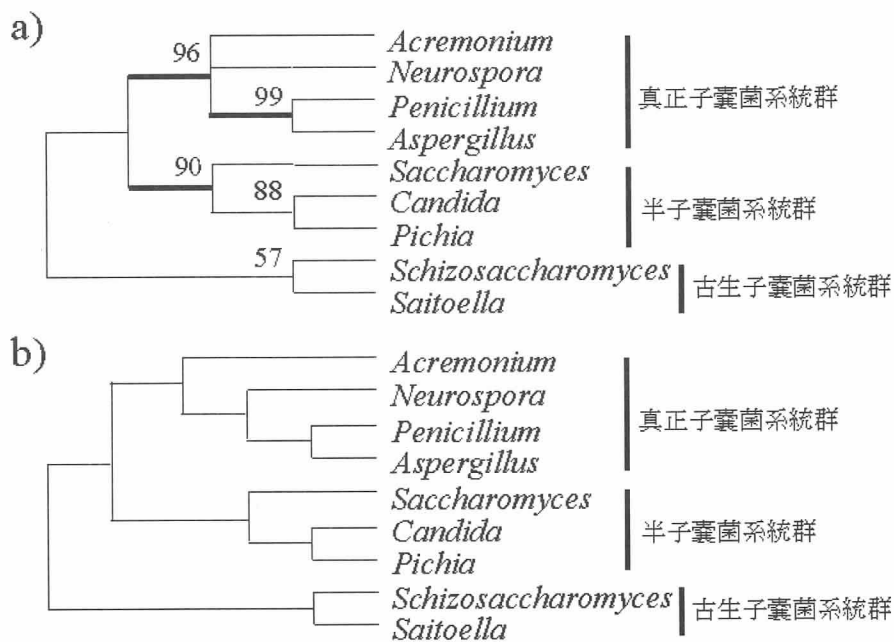 a)
96
Acremonium
Neurospora
真正子嚢菌系統群
99
Penicillium
Aspergillus
90
Saccharomyces
88
Candida
半子嚢菌系統群
Pichia
57
Schizosaccharomyces
古生子嚢菌系統群
Saitoella
b)
Acremonium
Neurospora
真正子嚢菌系統群
Penicillium
Aspergillus
Saccharomyces
Candida
半子嚢菌系統群
Pichia
Schizosaccharomyces
古生子嚢菌系統群
Saitoella